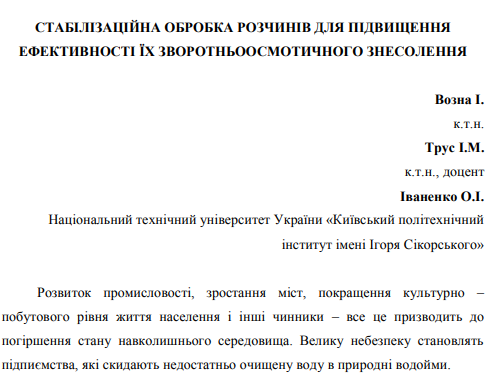 СТАБІЛІЗАЦІЙНА ОБРОБКА РОЗЧИНІВ ДЛЯ ПІДВИЩЕННЯ
ЕФЕКТИВНОСТІ ЇХ ЗВОРОТНЬООСМОТИЧНОГО ЗНЕСОЛЕННЯ
Возна І.
к.т.н.
Трус І.М.
к.т.н., доцент
Іваненко О.І.
Національний технічний університет України «Київський політехнічний
інститут імені Ігоря Сікорського»
Розвиток промисловості, зростання міст, покращення культурно –
побутового рівня життя населення і інші чинники – все це призводить до
погіршення стану навколишнього середовища. Велику небезпеку становлять
підприємства, які скидають недостатньо очищену воду в природні водойми.